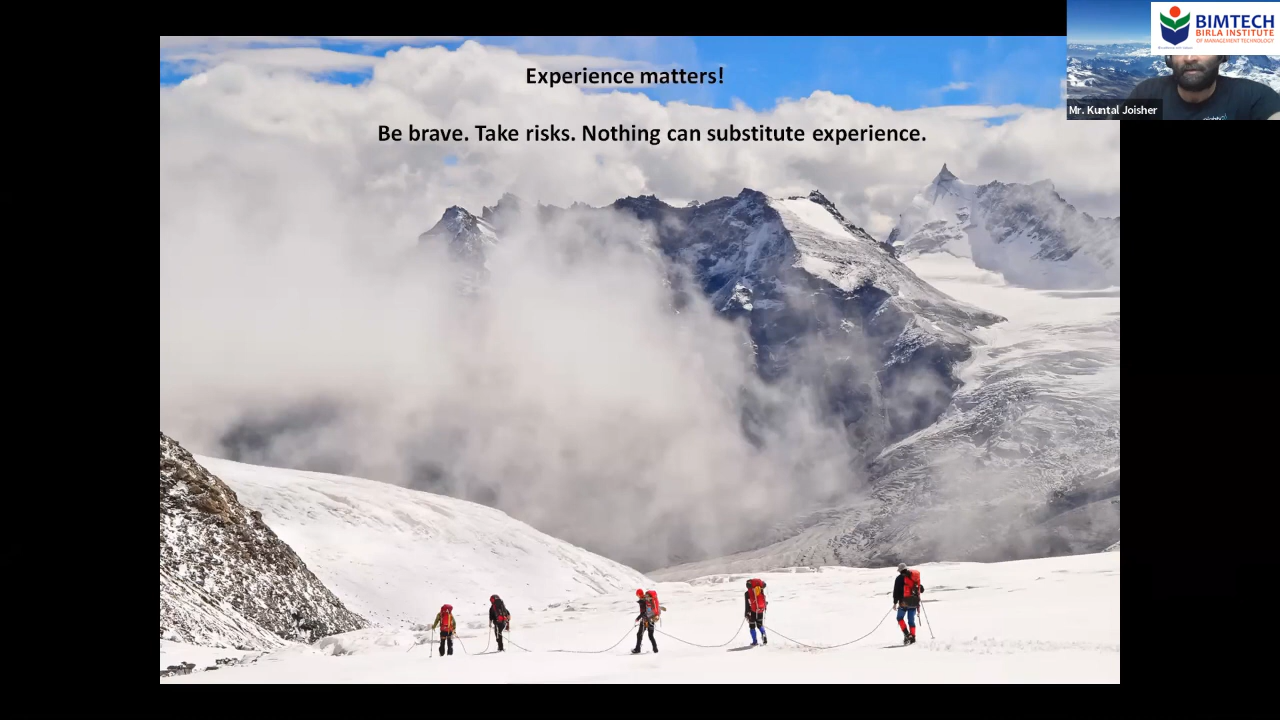 Experience matters!
Be brave. Take risks. Nothing can substitute experience.
BIMTECH
BIRLA INSTITUTE
OF MANAGEMENT TECHNOLOGY
Mr. Kuntal Joisher